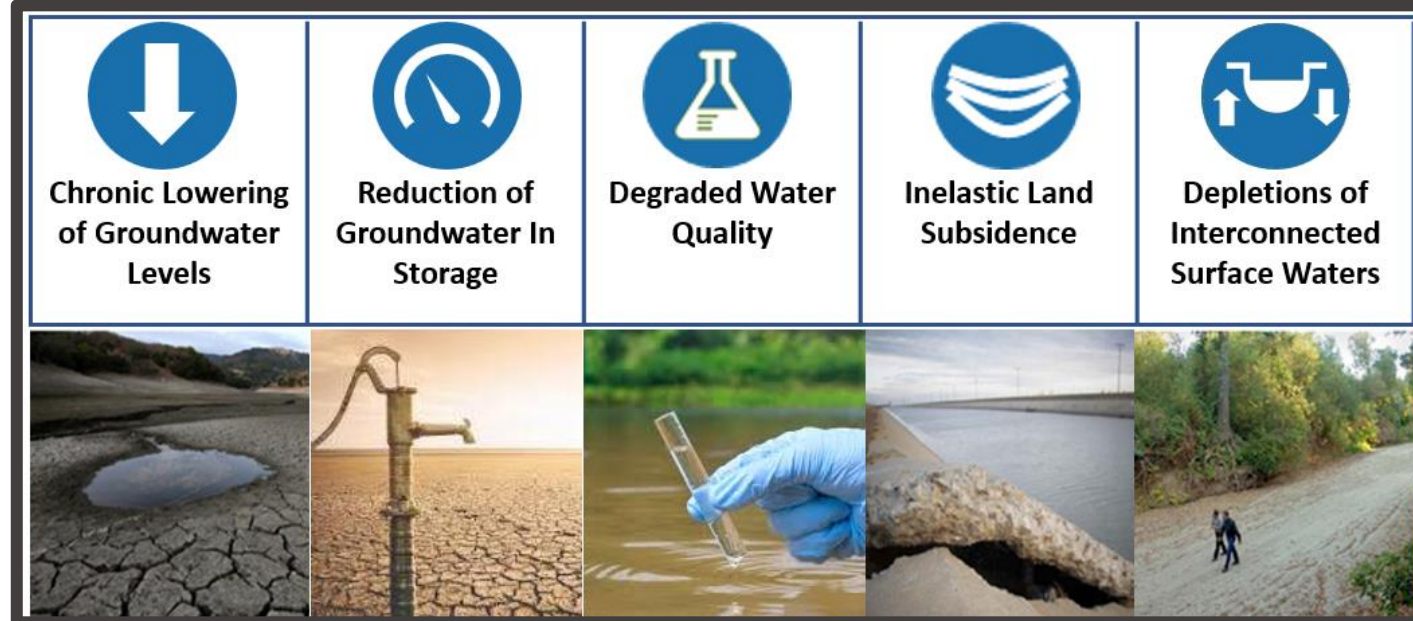 Chronic Lowering
of Groundwater
Levels
Reduction of
Groundwater In
Storage
Degraded Water
Quality
Inelastic Land
Subsidence
Depletions of
Interconnected
Surface Waters